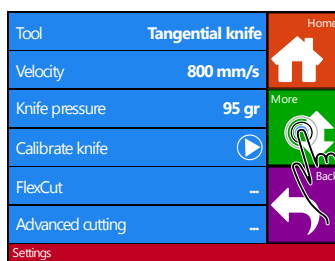 Tool Tangential knife Home
Velocity 800 mm/s
Knife pressure 95 gr More
Calibrate knife
FlexCut ... Back
Advanced cutting ...
Settings